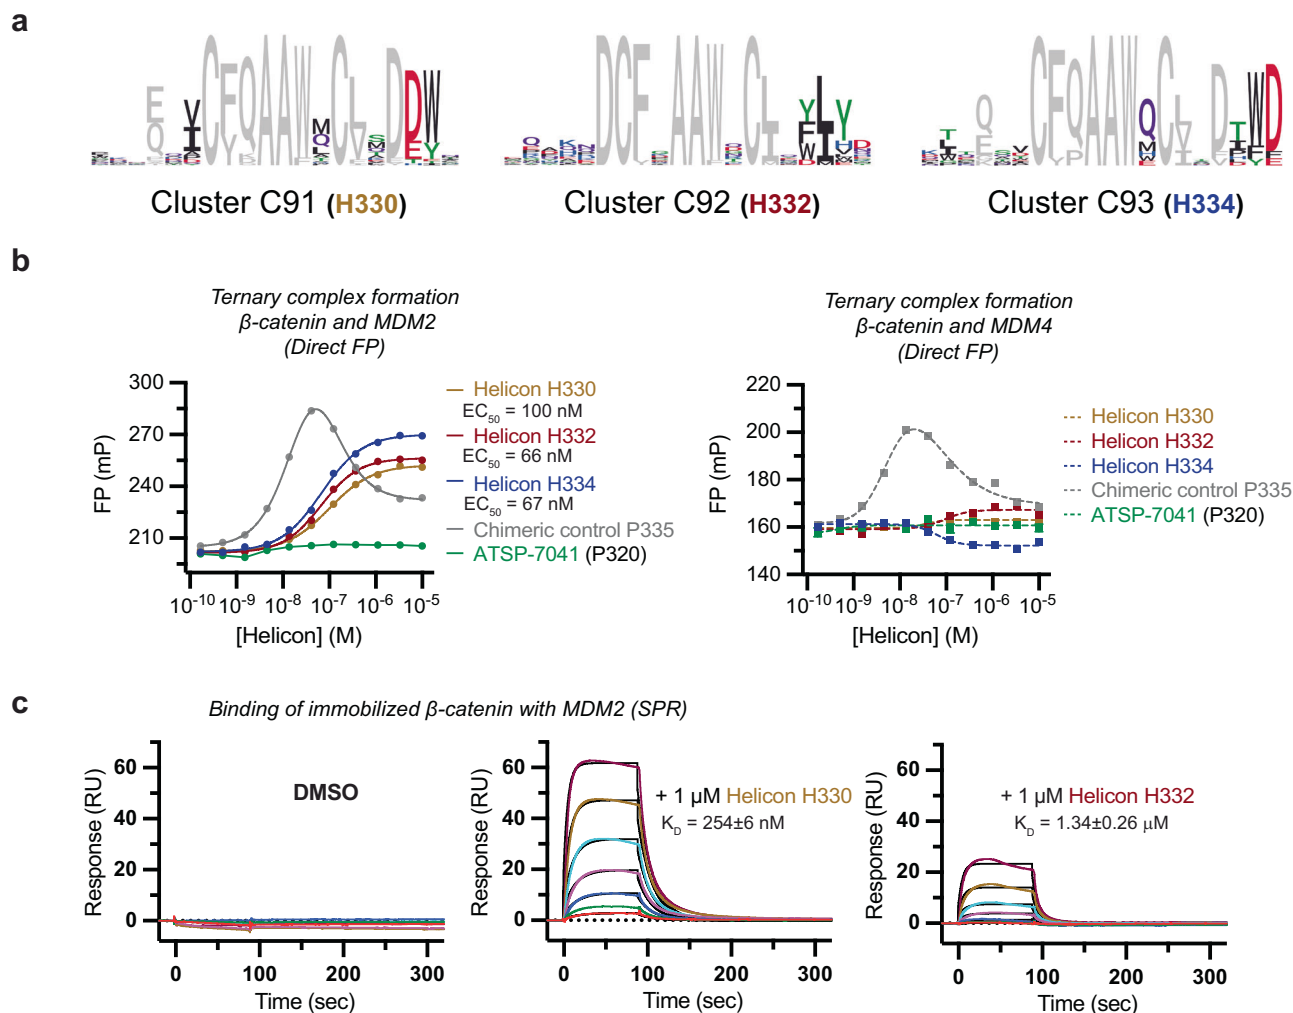 a
Cluster C91 (H330)
Cluster C92 (H332)
Cluster C93 (H334)
b
Ternary complex formation
β-catenin and MDM2
(Direct FP)
300
270
240
210
FP (mP)
10-10 10-9 10-8 10-7 10-6 10-5
[Helicon] (M)
Helicon H330
EC50 = 100 nM
Helicon H332
EC50 = 66 nM
Helicon H334
EC50 = 67 nM
Chimeric control P335
ATSP-7041 (P320)
Ternary complex formation
β-catenin and MDM4
(Direct FP)
220
200
180
160
140
FP (mP)
10-10 10-9 10-8 10-7 10-6 10-5
[Helicon] (M)
Helicon H330
Helicon H332
Helicon H334
Chimeric control P335
ATSP-7041 (P320)
c
Binding of immobilized β-catenin with MDM2 (SPR)
Response (RU)
60
40
20
0
DMSO
0 100 200 300
Time (sec)
Response (RU)
60
40
20
0
+ 1 µM Helicon H330
KD = 254±6 nM
0 100 200 300
Time (sec)
Response (RU)
60
40
20
0
+ 1 µM Helicon H332
KD = 1.34±0.26 µM
0 100 200 300
Time (sec)